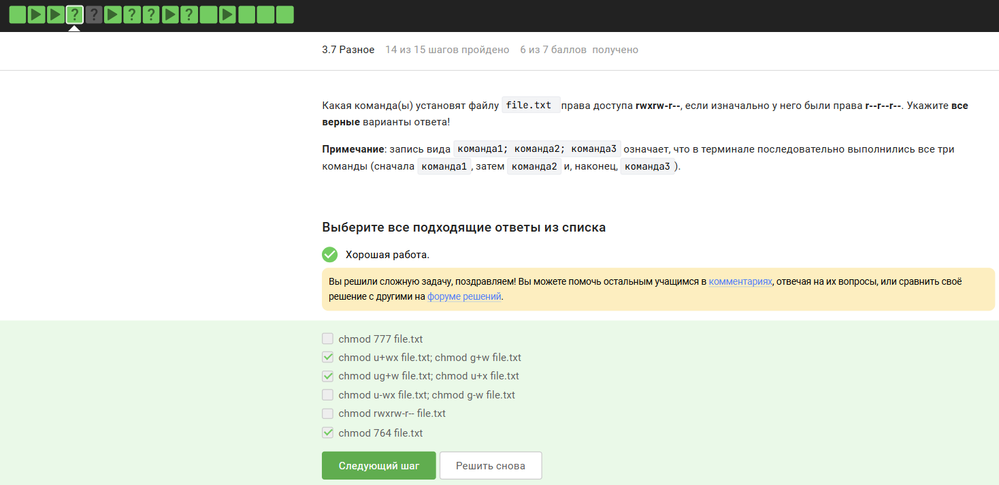 ? ? ? ? ?
3.7 Разное 14 из 15 шагов пройдено 6 из 7 баллов получено
Какая команда(ы) установят файлу file.txt права доступа rwxrw-r--, если изначально у него были права r--r--r--. Укажите все
верные варианты ответа!
Примечание: запись вида команда1; команда2; команда3 означает, что в терминале последовательно выполнились все три
команды (сначала команда1, затем команда2 и, наконец, команда3).
Выберите все подходящие ответы из списка
Хорошая работа.
Вы решили сложную задачу, поздравляем! Вы можете помочь остальным учащимся в комментариях, отвечая на их вопросы, или сравнить своё
решение с другими на форуме решений.
chmod 777 file.txt
chmod u+wx file.txt; chmod g+w file.txt
chmod ug+w file.txt; chmod u+x file.txt
chmod u-wx file.txt; chmod g-w file.txt
chmod rwxrw-r-- file.txt
chmod 764 file.txt
Следующий шаг Решить снова